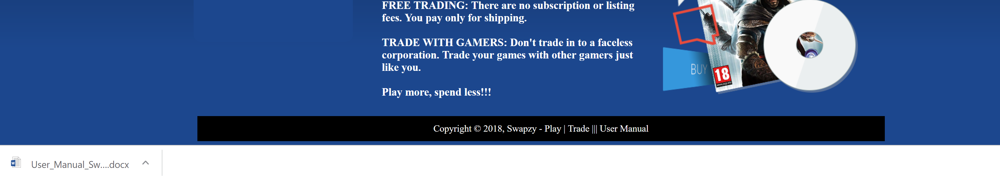 FREE TRADING: There are no subscription or listing
fees. You pay only for shipping.
TRADE WITH GAMERS: Don't trade in to a faceless
corporation. Trade your games with other gamers just
like you.
Play more, spend less!!!
BUY
18
Copyright © 2018, Swapzy - Play | Trade ||| User Manual
User_Manual_Sw....docx